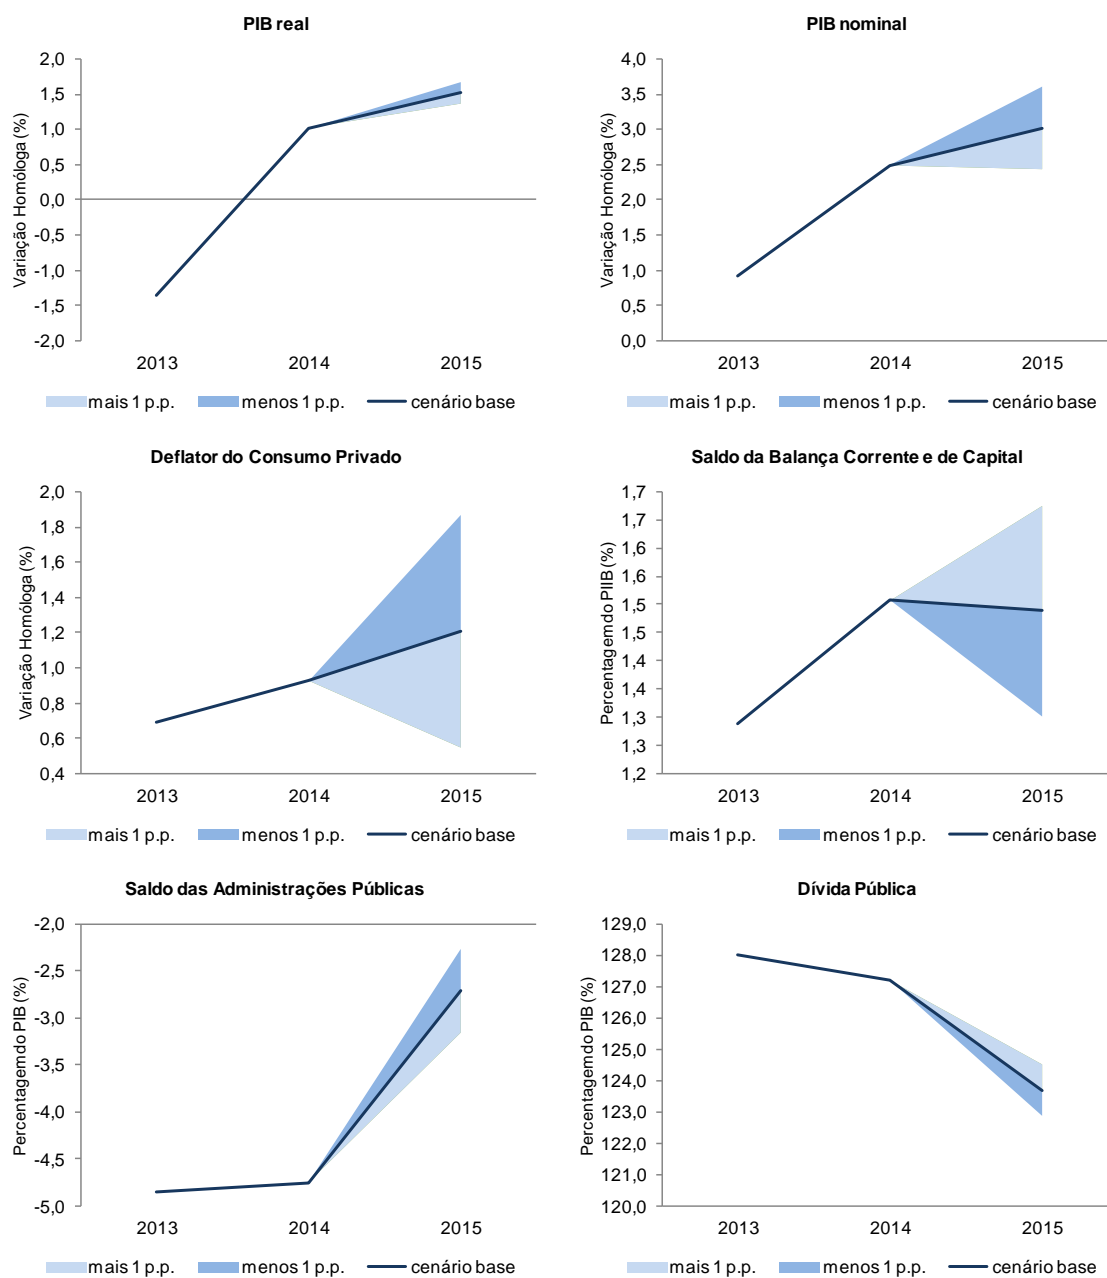 PIB real
Variação Homóloga (%)
2,0
1,5
1,0
0,5
0,0
-0,5
-1,0
-1,5
-2,0
2013 2014 2015
mais 1 p.p. menos 1 p.p. cenário base
PIB nominal
Variação Homóloga (%)
4,0
3,5
3,0
2,5
2,0
1,5
1,0
0,5
0,0
2013 2014 2015
mais 1 p.p. menos 1 p.p. cenário base
Deflator do Consumo Privado
Variação Homóloga (%)
2,0
1,8
1,6
1,4
1,2
1,0
0,8
0,6
0,4
2013 2014 2015
mais 1 p.p. menos 1 p.p. cenário base
Saldo da Balança Corrente e de Capital
Percentagem do PIIB (%)
1,7
1,7
1,6
1,6
1,5
1,5
1,4
1,4
1,3
1,3
1,2
2013 2014 2015
mais 1 p.p. menos 1 p.p. cenário base
Saldo das Administrações Públicas
Percentagem do PIB (%)
-2,0
-2,5
-3,0
-3,5
-4,0
-4,5
-5,0
2013 2014 2015
mais 1 p.p. menos 1 p.p. cenário base
Dívida Pública
Percentagem do PIB (%)
129,0
128,0
127,0
126,0
125,0
124,0
123,0
122,0
121,0
120,0
2013 2014 2015
mais 1 p.p. menos 1 p.p. cenário base